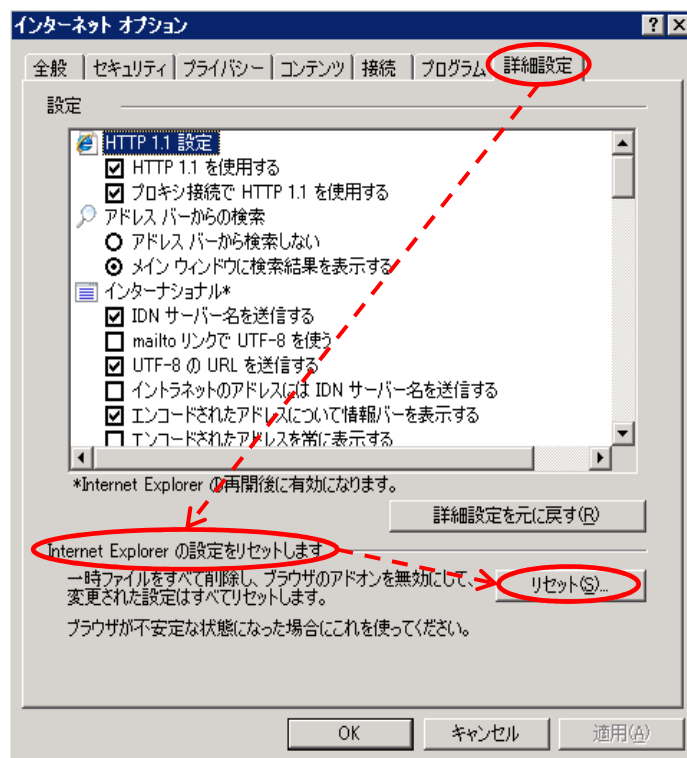 インターネット オプション
全般 セキュリティ プライバシー コンテンツ 接続 プログラム 詳細設定
設定
HTTP 1.1 設定
HTTP 1.1 を使用する
プロキシ接続で HTTP 1.1 を使用する
アドレス バーからの検索
アドレス バーから検索しない
メイン ウィンドウに検索結果を表示する
インターナショナル*
IDN サーバー名を送信する
mailto リンクで UTF-8 を使う
UTF-8 の URL を送信する
イントラネットのアドレスには IDN サーバー名を送信する
エンコードされたアドレスについて情報バーを表示する
エンコードされたアドレスを常に表示する
*Internet Explorer の再開後に有効になります。
詳細設定を元に戻す(R)
Internet Explorer の設定をリセットします
一時ファイルをすべて削除し、ブラウザのアドオンを無効にして、
変更された設定はすべてリセットします。
リセット(S)...
ブラウザが不安定な状態になった場合にこれを使ってください。
OK キャンセル 適用(A)